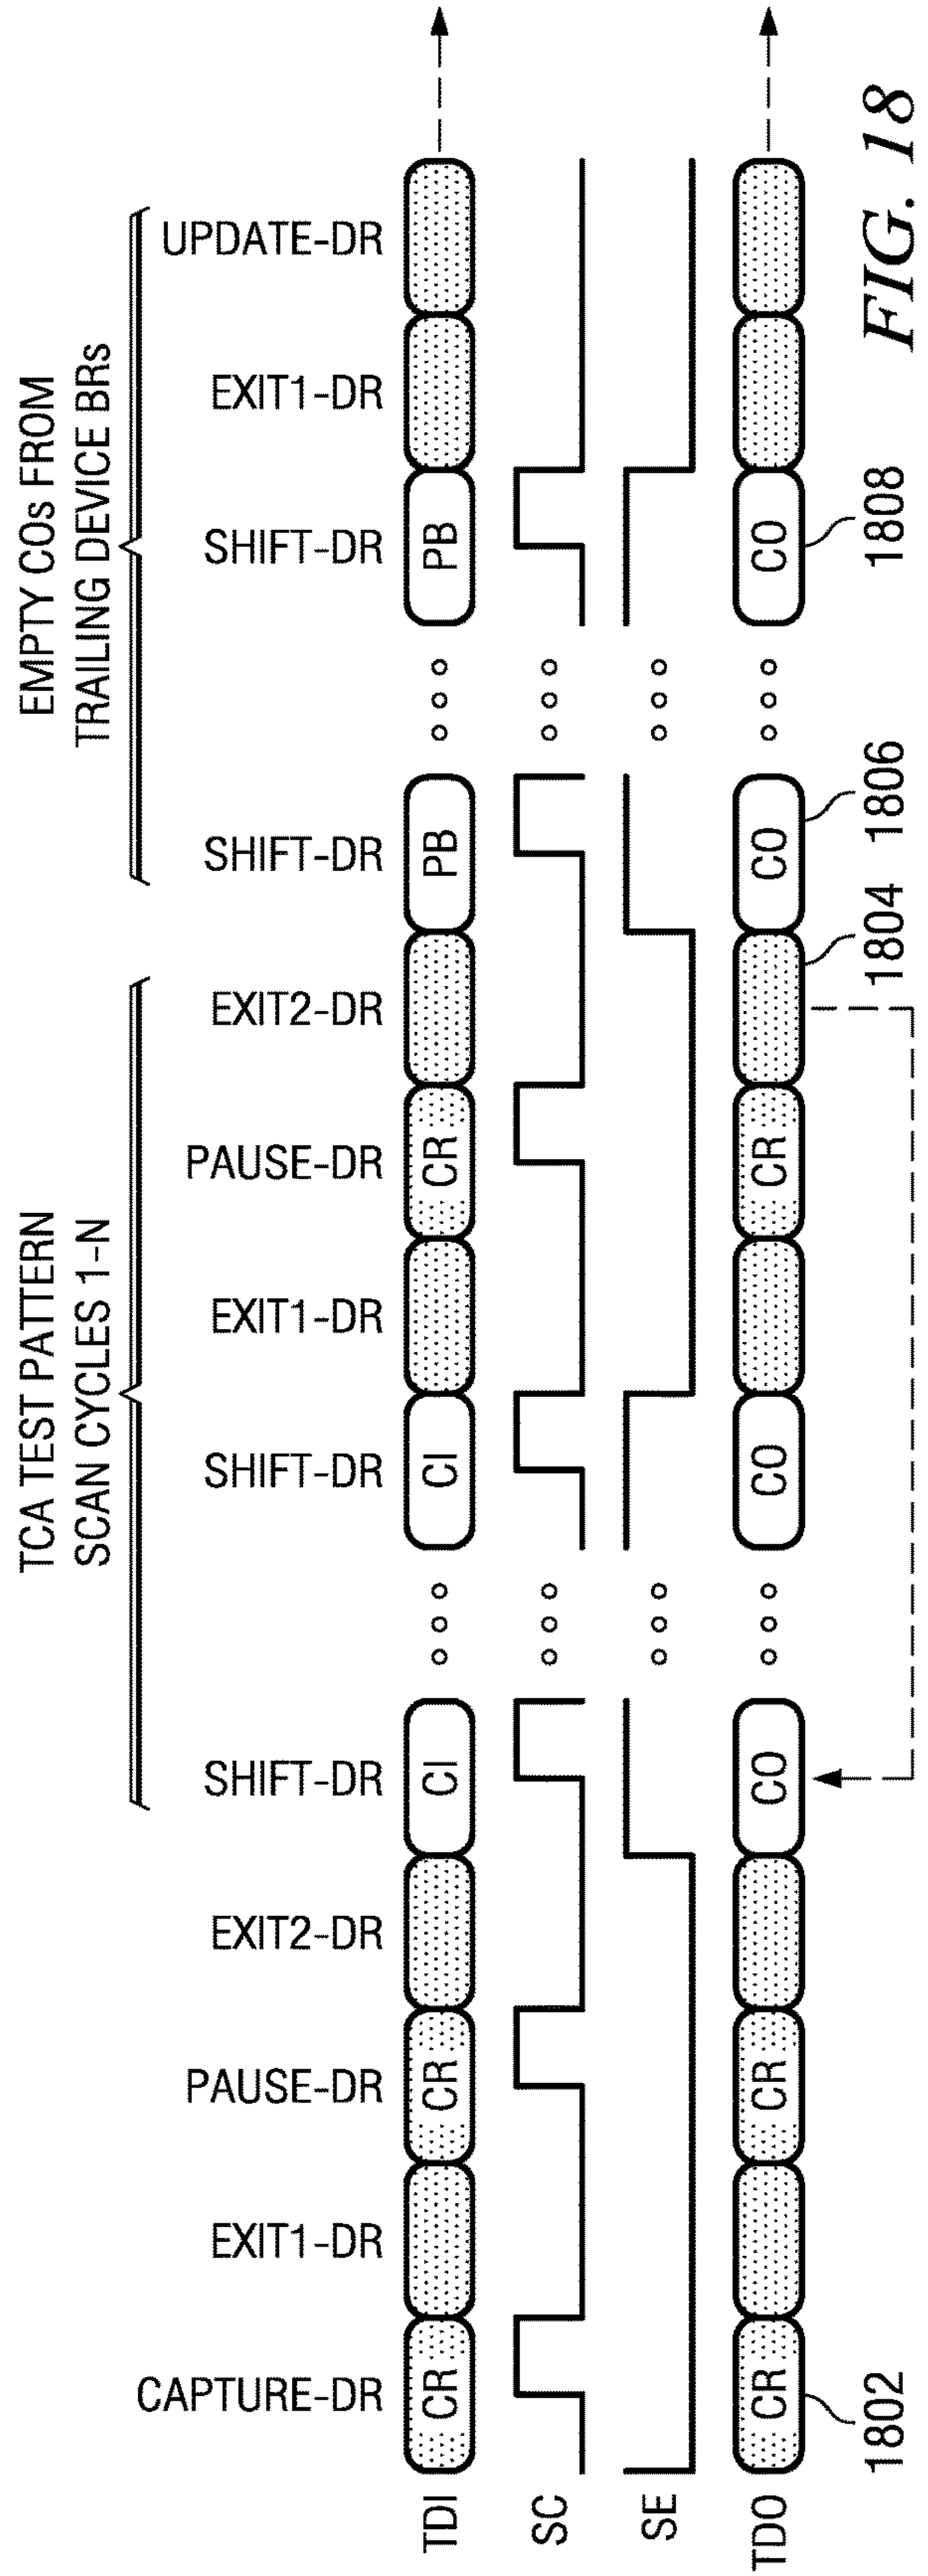 TCA TEST PATTERN
SCAN CYCLES 1-N
EMPTY COs FROM
TRAILING DEVICE BRs
CAPTURE-DR
EXIT1-DR
PAUSE-DR
EXIT2-DR
SHIFT-DR
SHIFT-DR
EXIT1-DR
PAUSE-DR
EXIT2-DR
SHIFT-DR
SHIFT-DR
EXIT1-DR
UPDATE-DR
TDI
CR
CR
CI
CI
CR
PB
PB
SC
SE
TDO
CR
CR
CO
CO
CR
CO
CO
1802
1804
1806
1808
FIG. 18